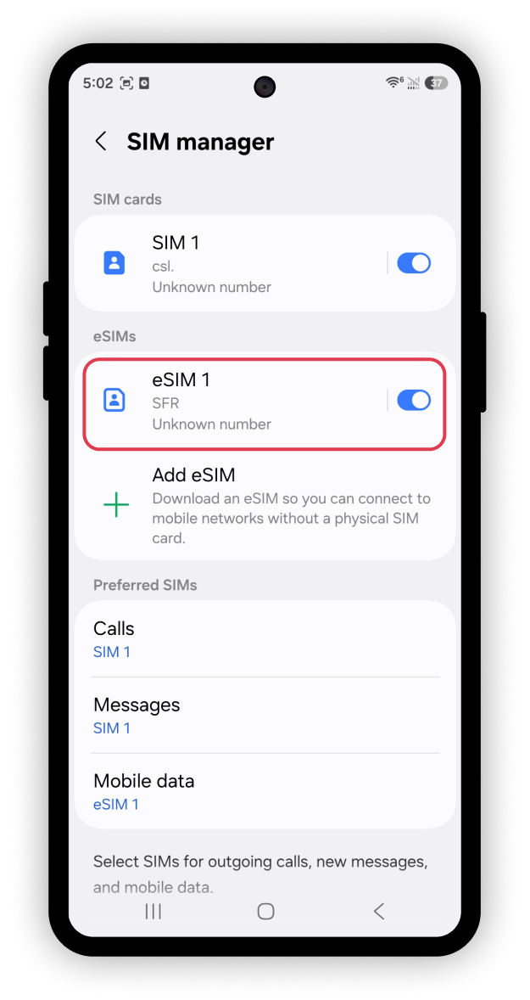 5:02
6
37
SIM manager
SIM cards
SIM 1
csl.
Unknown number
eSIMs
eSIM 1
SFR
Unknown number
Add eSIM
Download an eSIM so you can connect to
mobile networks without a physical SIM
card.
Preferred SIMs
Calls
SIM 1
Messages
SIM 1
Mobile data
eSIM 1
Select SIMs for outgoing calls, new messages,
and mobile data.